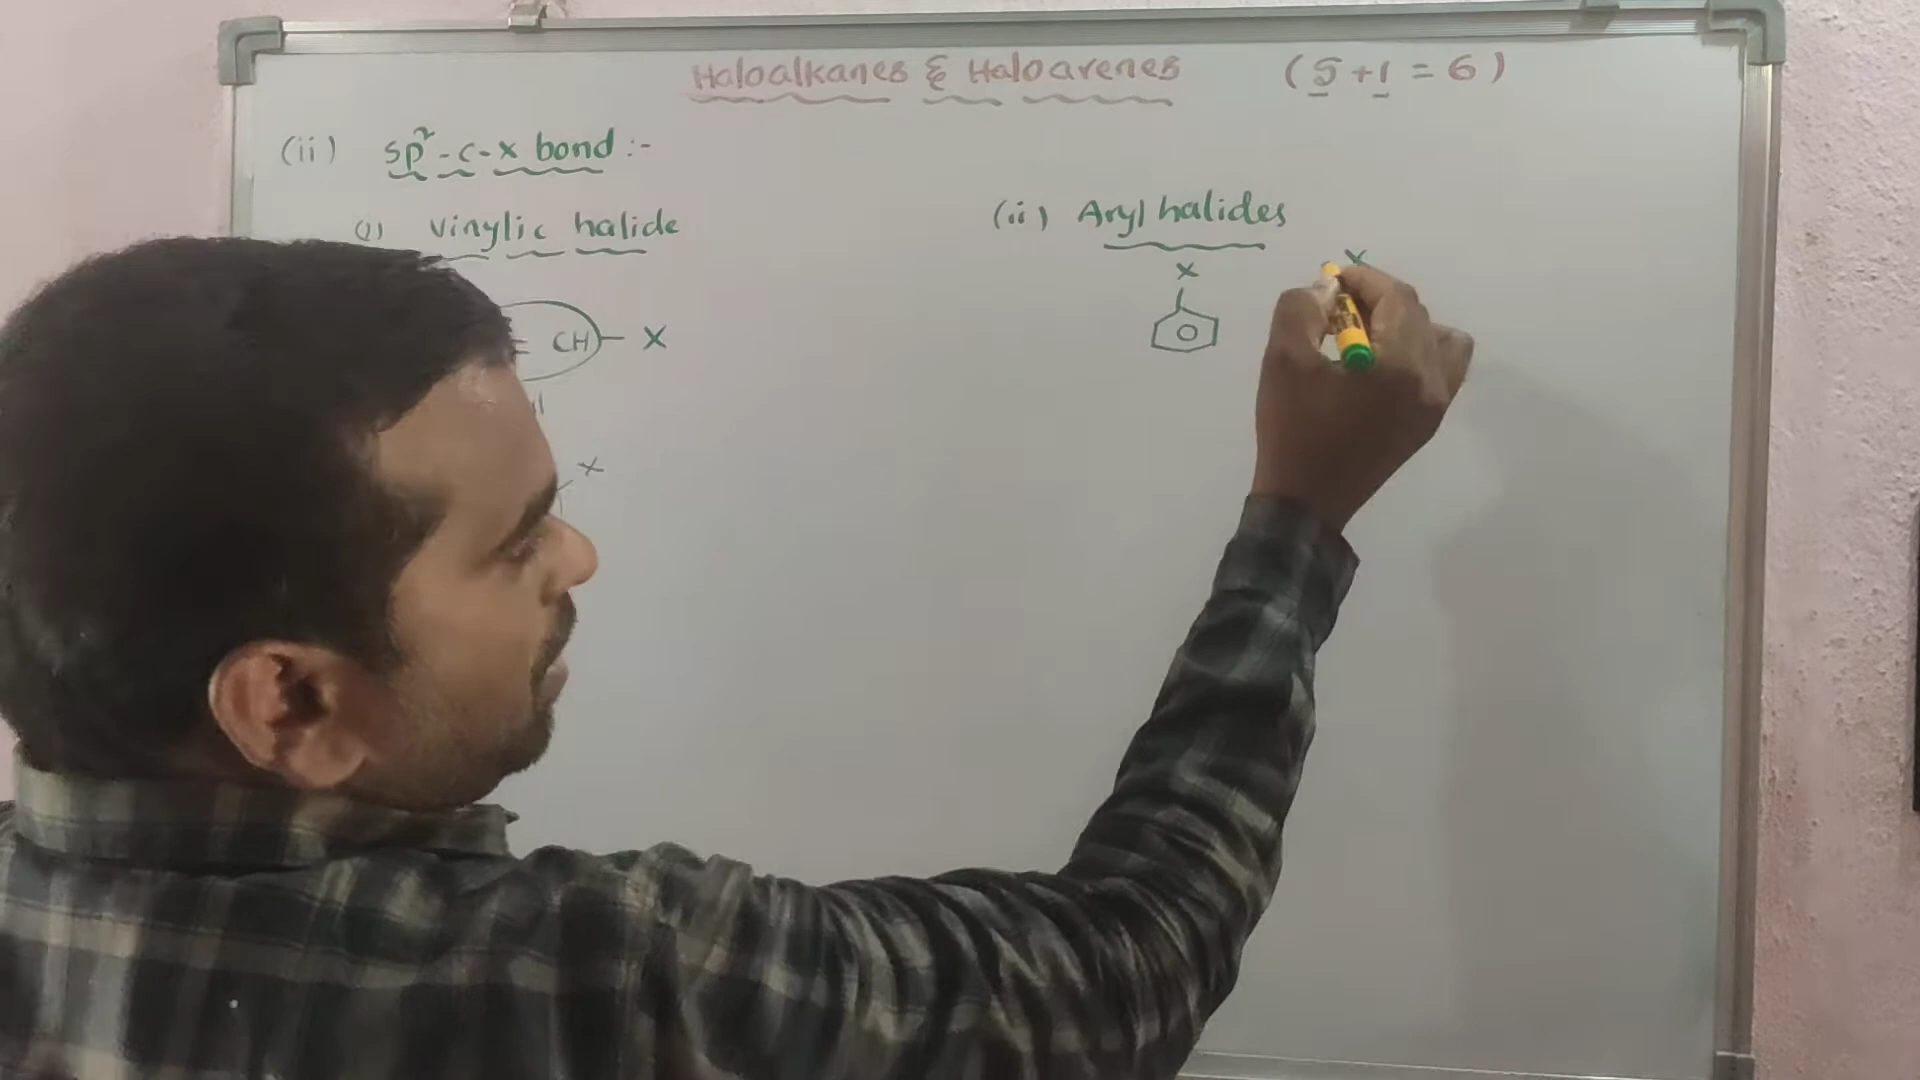 Haloalkanes & Haloarenes (5+1=6)
(ii) sp²-c-x bond :-
(i) Vinylic halide
= CH - X
X
(ii) Aryl halides
X
X